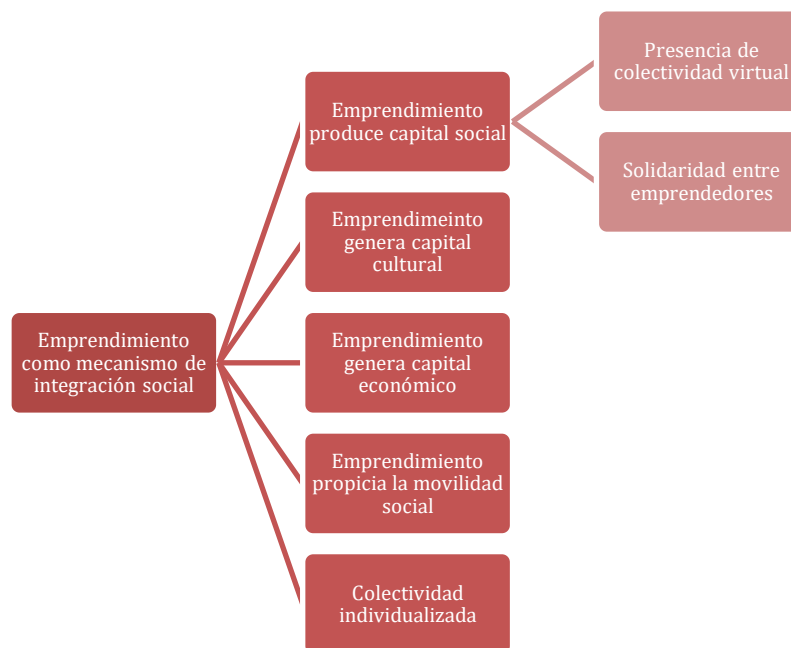 Presencia de
colectividad virtual
Emprendimiento
produce capital social
Solidaridad entre
emprendedores
Emprendimeinto
genera capital
cultural
Emprendimiento
como mecanismo de
integración social
Emprendimiento
genera capital
económico
Emprendimiento
propicia la movilidad
social
Colectividad
individualizada